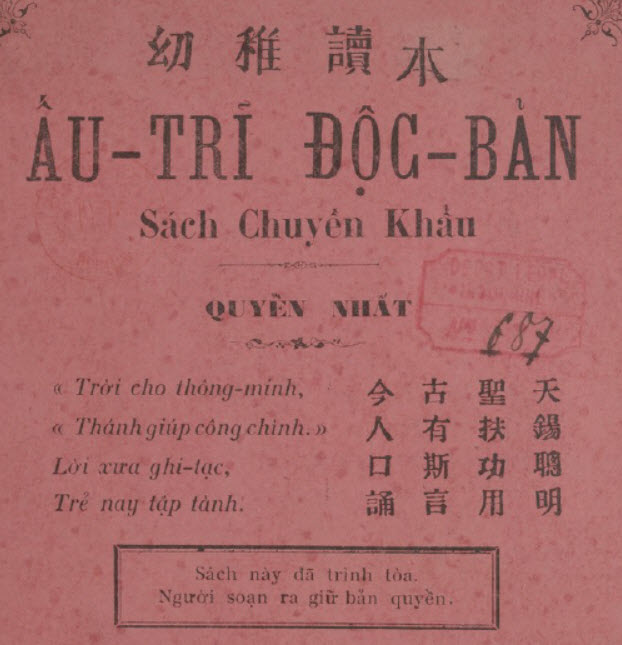 幼稚讀本
ẤU-TRĨ ĐỘC-BẢN
Sách Chuyền Khẩu
QUYỂN NHẤT
687
« Trời cho thông-minh,
« Thánh giúp công chính. »
Lời xưa ghi-tạc,
Trẻ nay tập tành.
天錫聰明
聖扶功用
古有斯言
今人口誦
Sách này đã trình tòa.
Người soạn ra giữ bản quyền.